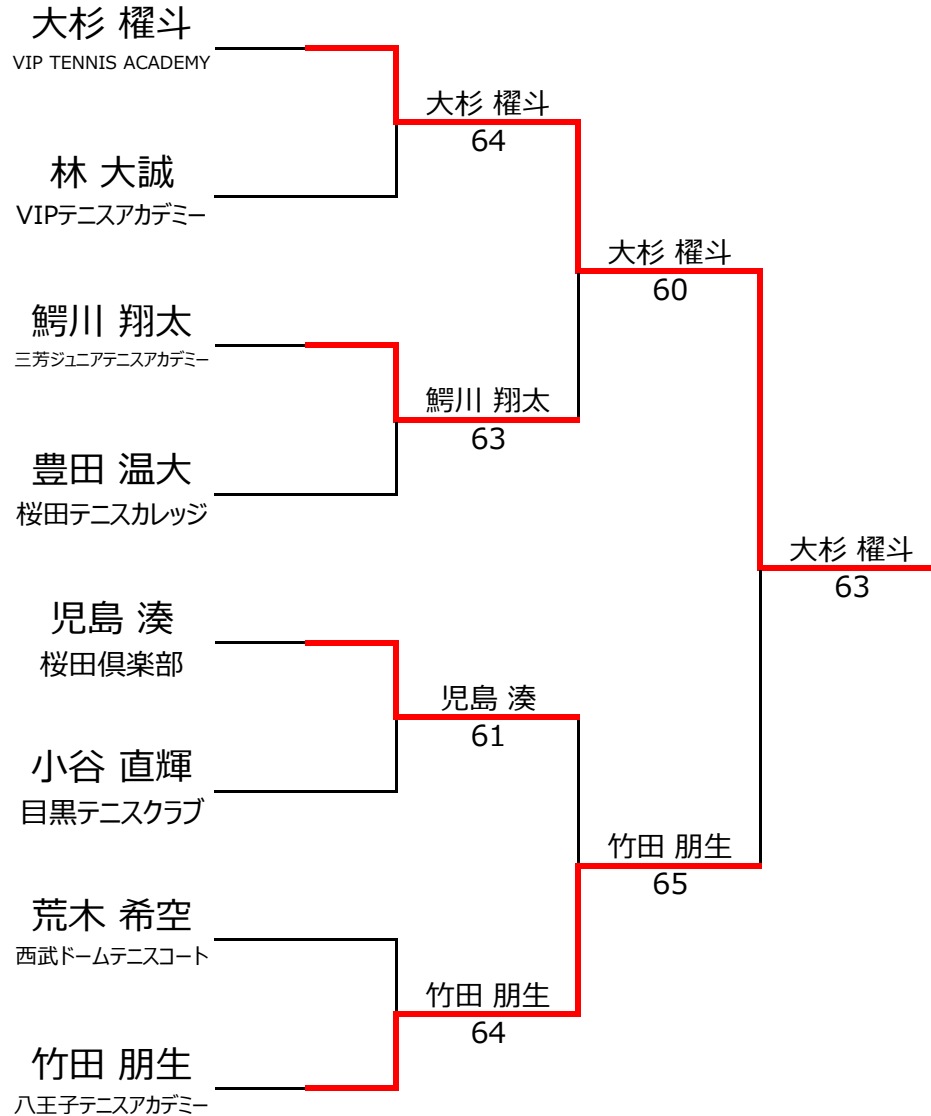 大杉 櫂斗
VIP TENNIS ACADEMY
大杉 櫂斗
64
林 大誠
VIPテニスアカデミー
大杉 櫂斗
60
鰐川 翔太
三芳ジュニアテニスアカデミー
鰐川 翔太
63
豊田 温大
桜田テニスカレッジ
大杉 櫂斗
63
児島 湊
桜田倶楽部
児島 湊
61
小谷 直輝
目黒テニスクラブ
竹田 朋生
65
荒木 希空
西武ドームテニスコート
竹田 朋生
64
竹田 朋生
八王子テニスアカデミー